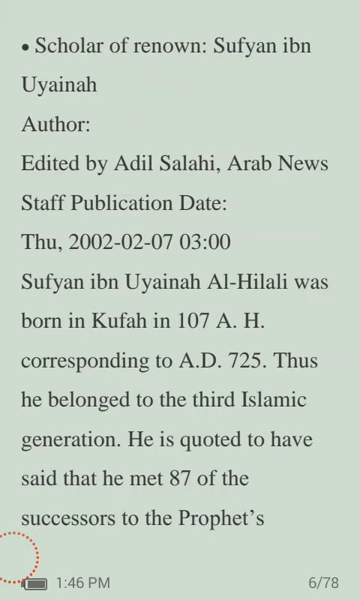 • Scholar of renown: Sufyan ibn
Uyainah
Author:
Edited by Adil Salahi, Arab News
Staff Publication Date:
Thu, 2002-02-07 03:00
Sufyan ibn Uyainah Al-Hilali was
born in Kufah in 107 A. H.
corresponding to A.D. 725. Thus
he belonged to the third Islamic
generation. He is quoted to have
said that he met 87 of the
successors to the Prophet’s
1:46 PM 6/78